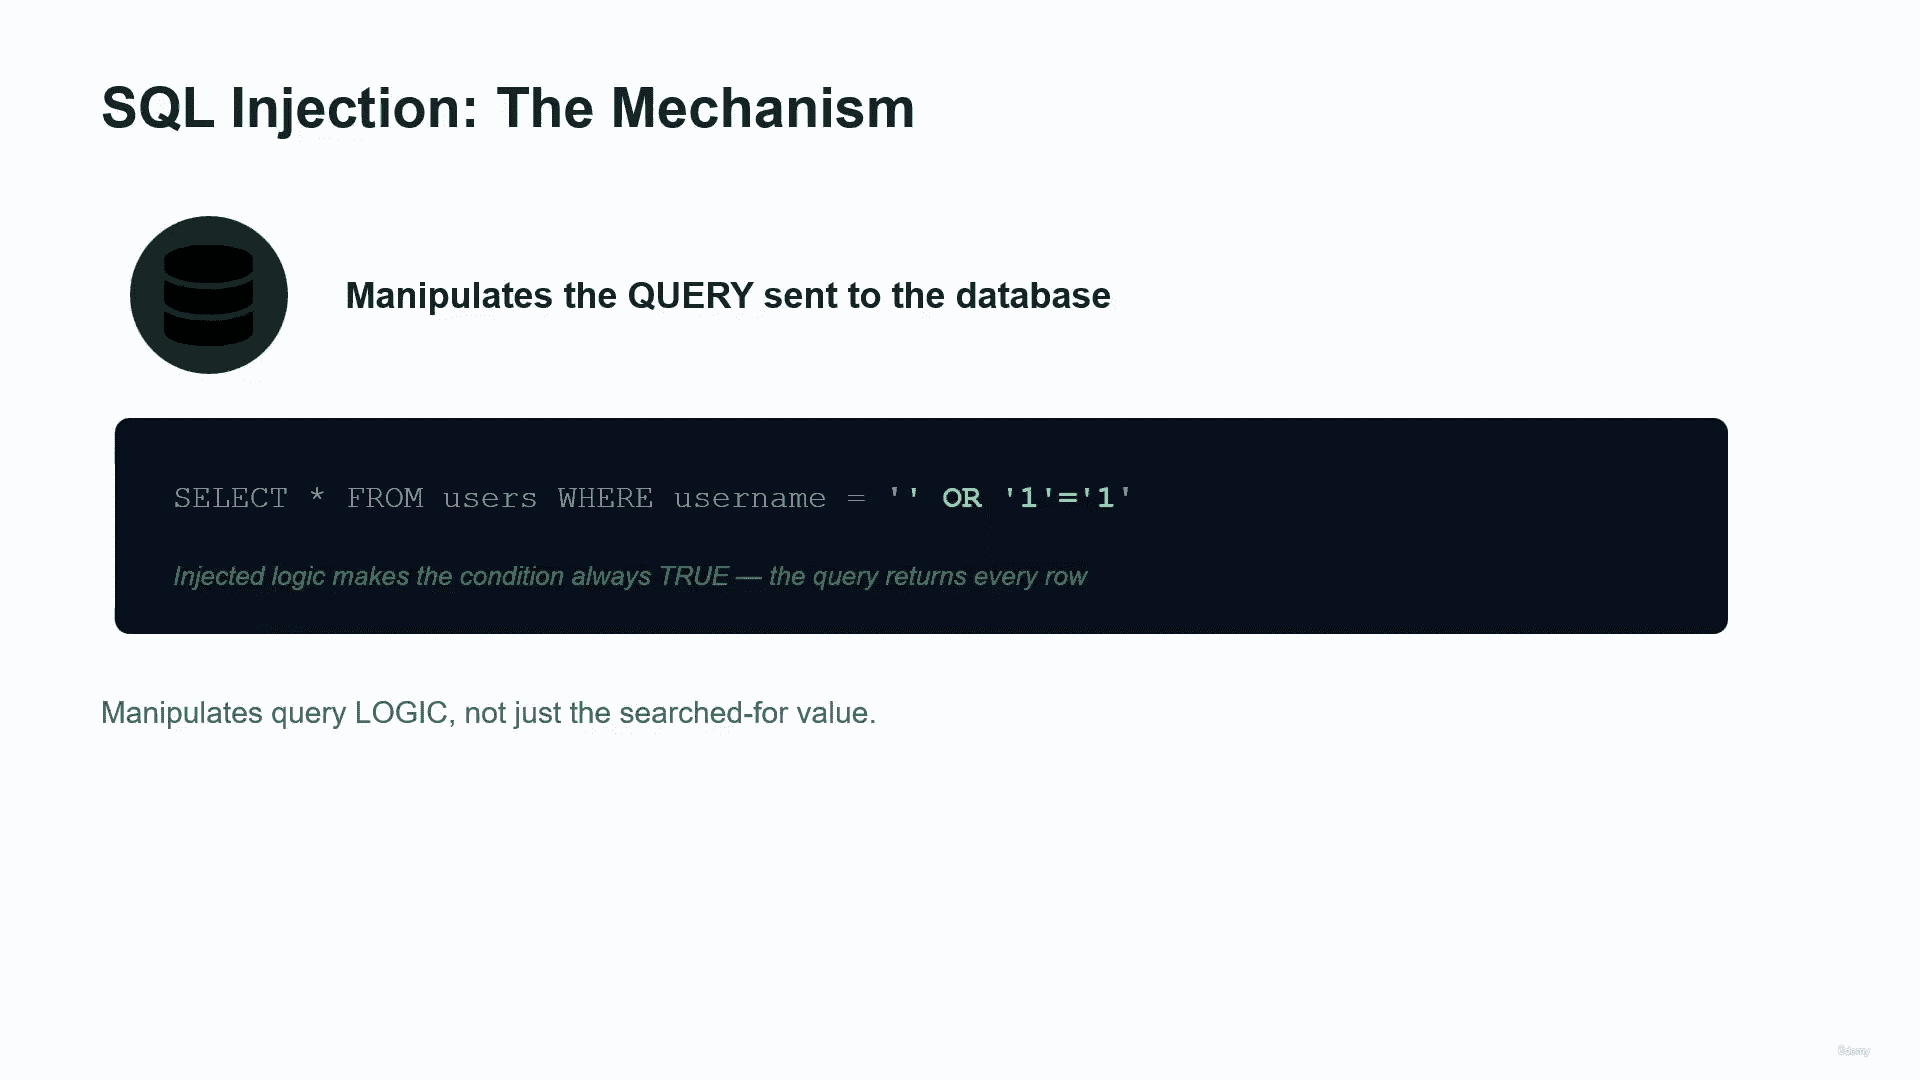 SQL Injection: The Mechanism
Manipulates the QUERY sent to the database
SELECT * FROM users WHERE username = '' OR '1'='1'
Injected logic makes the condition always TRUE — the query returns every row
Manipulates query LOGIC, not just the searched-for value.
Udemy